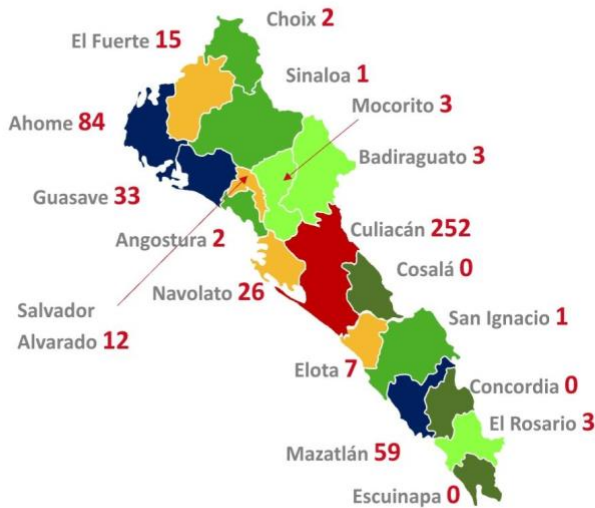 Choix 2
El Fuerte 15
Sinaloa 1
Mocorito 3
Ahome 84
Badiraguato 3
Guasave 33
Culiacán 252
Angostura 2
Cosalá 0
Navolato 26
Salvador
Alvarado 12
San Ignacio 1
Elota 7
Concordia 0
El Rosario 3
Mazatlán 59
Escuinapa 0